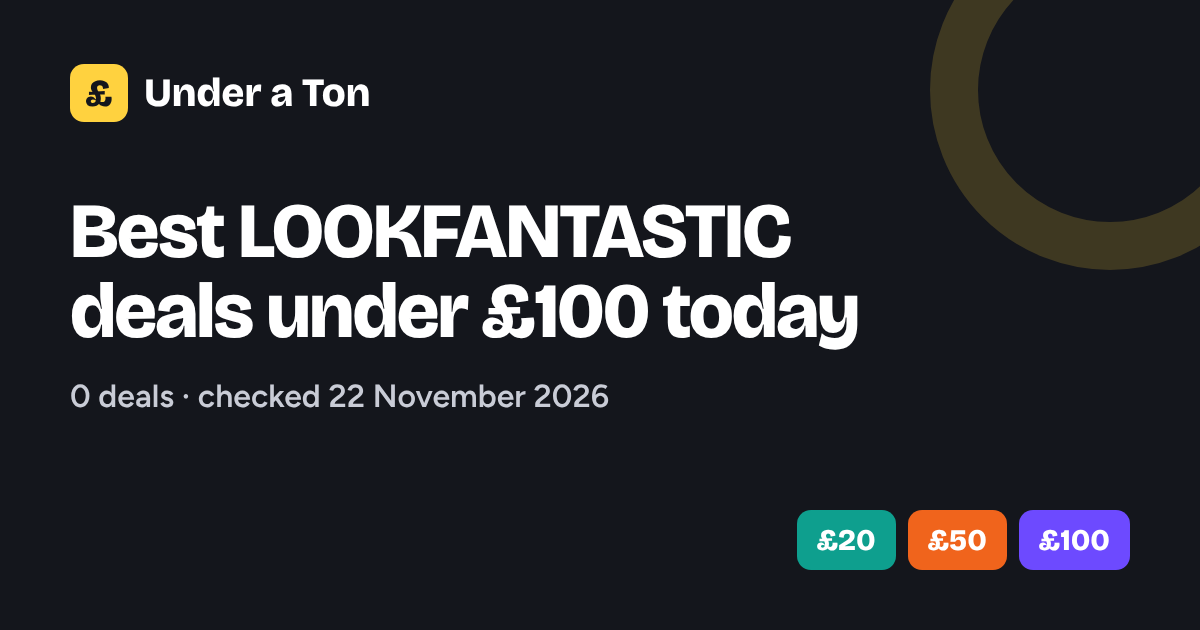 £ Under a Ton
Best LOOKFANTASTIC
deals under £100 today
0 deals · checked 22 November 2026
£20 £50 £100